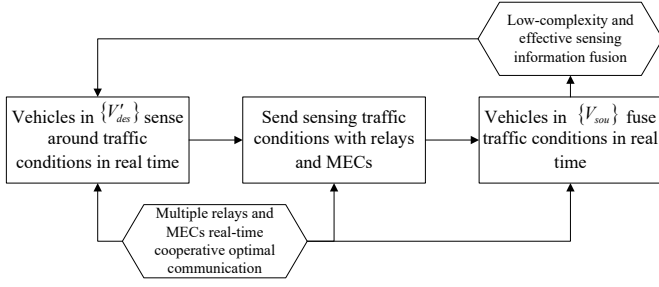 Low-complexity and
effective sensing
information fusion
Vehicles in {V′des} sense
around traffic
conditions in real time
Send sensing traffic
conditions with relays
and MECs
Vehicles in {Vsou} fuse
traffic conditions in real
time
Multiple relays and
MECs real-time
cooperative optimal
communication